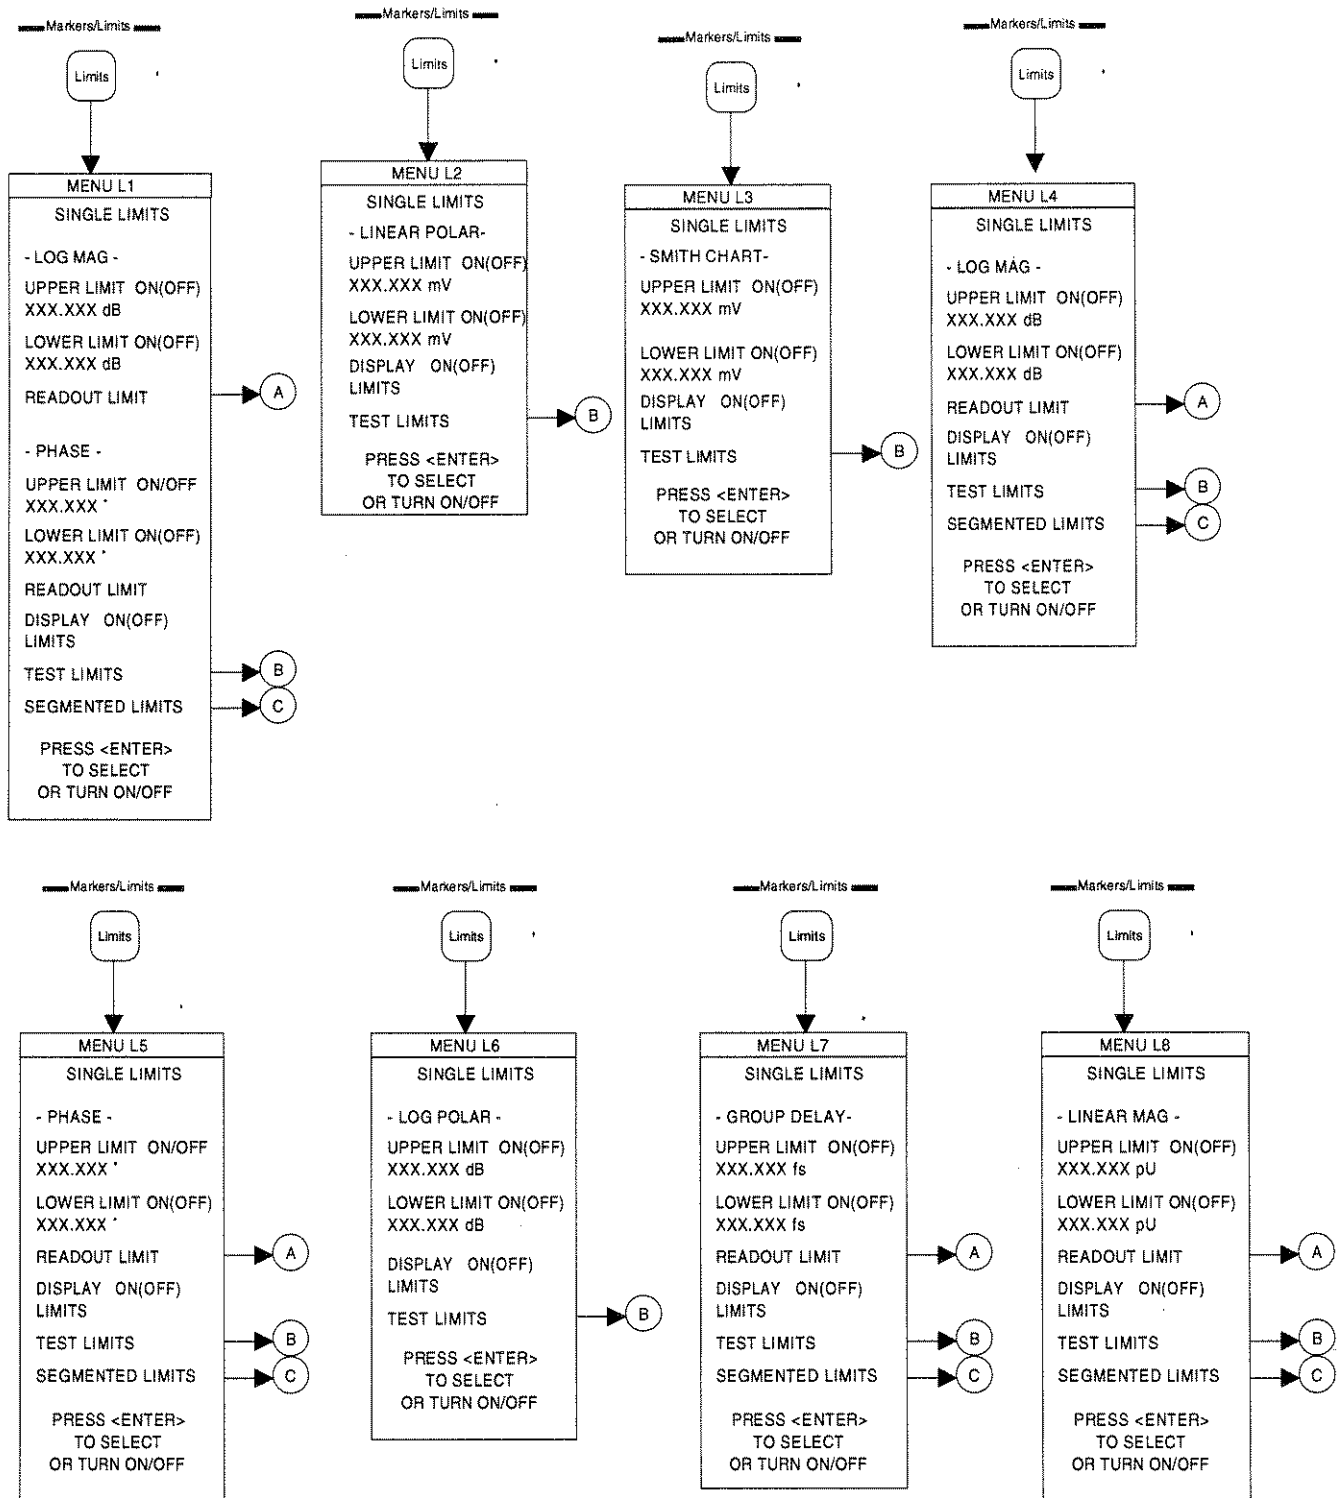 Markers/Limits
Limits
MENU L1
SINGLE LIMITS
- LOG MAG -
UPPER LIMIT ON(OFF)
XXX.XXX dB
LOWER LIMIT ON(OFF)
XXX.XXX dB
READOUT LIMIT
A
- PHASE -
UPPER LIMIT ON/OFF
XXX.XXX °
LOWER LIMIT ON(OFF)
XXX.XXX °
READOUT LIMIT
DISPLAY ON(OFF)
LIMITS
TEST LIMITS
B
SEGMENTED LIMITS
C
PRESS <ENTER>
TO SELECT
OR TURN ON/OFF
Markers/Limits
Limits
MENU L2
SINGLE LIMITS
- LINEAR POLAR-
UPPER LIMIT ON(OFF)
XXX.XXX mV
LOWER LIMIT ON(OFF)
XXX.XXX mV
DISPLAY ON(OFF)
LIMITS
TEST LIMITS
B
PRESS <ENTER>
TO SELECT
OR TURN ON/OFF
Markers/Limits
Limits
MENU L3
SINGLE LIMITS
- SMITH CHART-
UPPER LIMIT ON(OFF)
XXX.XXX mV
LOWER LIMIT ON(OFF)
XXX.XXX mV
DISPLAY ON(OFF)
LIMITS
TEST LIMITS
B
PRESS <ENTER>
TO SELECT
OR TURN ON/OFF
Markers/Limits
Limits
MENU L4
SINGLE LIMITS
- LOG MAG -
UPPER LIMIT ON(OFF)
XXX.XXX dB
LOWER LIMIT ON(OFF)
XXX.XXX dB
READOUT LIMIT
A
DISPLAY ON(OFF)
LIMITS
TEST LIMITS
B
SEGMENTED LIMITS
C
PRESS <ENTER>
TO SELECT
OR TURN ON/OFF
Markers/Limits
Limits
MENU L5
SINGLE LIMITS
- PHASE -
UPPER LIMIT ON/OFF
XXX.XXX °
LOWER LIMIT ON(OFF)
XXX.XXX °
READOUT LIMIT
A
DISPLAY ON(OFF)
LIMITS
TEST LIMITS
B
SEGMENTED LIMITS
C
PRESS <ENTER>
TO SELECT
OR TURN ON/OFF
Markers/Limits
Limits
MENU L6
SINGLE LIMITS
- LOG POLAR -
UPPER LIMIT ON(OFF)
XXX.XXX dB
LOWER LIMIT ON(OFF)
XXX.XXX dB
DISPLAY ON(OFF)
LIMITS
TEST LIMITS
B
PRESS <ENTER>
TO SELECT
OR TURN ON/OFF
Markers/Limits
Limits
MENU L7
SINGLE LIMITS
- GROUP DELAY-
UPPER LIMIT ON(OFF)
XXX.XXX fs
LOWER LIMIT ON(OFF)
XXX.XXX fs
READOUT LIMIT
A
DISPLAY ON(OFF)
LIMITS
TEST LIMITS
B
SEGMENTED LIMITS
C
PRESS <ENTER>
TO SELECT
OR TURN ON/OFF
Markers/Limits
Limits
MENU L8
SINGLE LIMITS
- LINEAR MAG -
UPPER LIMIT ON(OFF)
XXX.XXX pU
LOWER LIMIT ON(OFF)
XXX.XXX pU
READOUT LIMIT
A
DISPLAY ON(OFF)
LIMITS
TEST LIMITS
B
SEGMENTED LIMITS
C
PRESS <ENTER>
TO SELECT
OR TURN ON/OFF